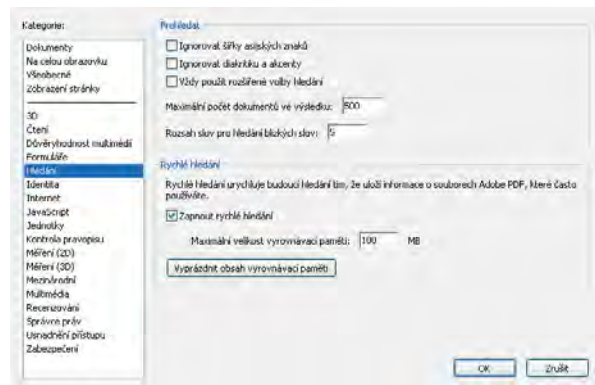 Kategorie:
Dokumenty
Na celou obrazovku
Všeobecné
Zobrazení stránky
3D
Čtení
Důvěryhodnost multimédií
Formuláře
Hledání
Identita
Internet
JavaScript
Jednotky
Kontrola pravopisu
Měření (2D)
Měření (3D)
Mezinárodní
Multimédia
Recenzování
Správce práv
Usnadnění přístupu
Zabezpečení
Prohledat
Ignorovat šířky asijských znaků
Ignorovat diakritiku a akcenty
Vždy použít rozšířené volby hledání
Maximální počet dokumentů ve výsledku: 500
Rozsah slov pro hledání blízkých slov: 5
Rychlé hledání
Rychlé hledání urychluje budoucí hledání tím, že uloží informace o souborech Adobe PDF, které často
používáte.
Zapnout rychlé hledání
Maximální velikost vyrovnávací paměti: 100 MB
Vyprázdnit obsah vyrovnávací paměti
OK Zrušit